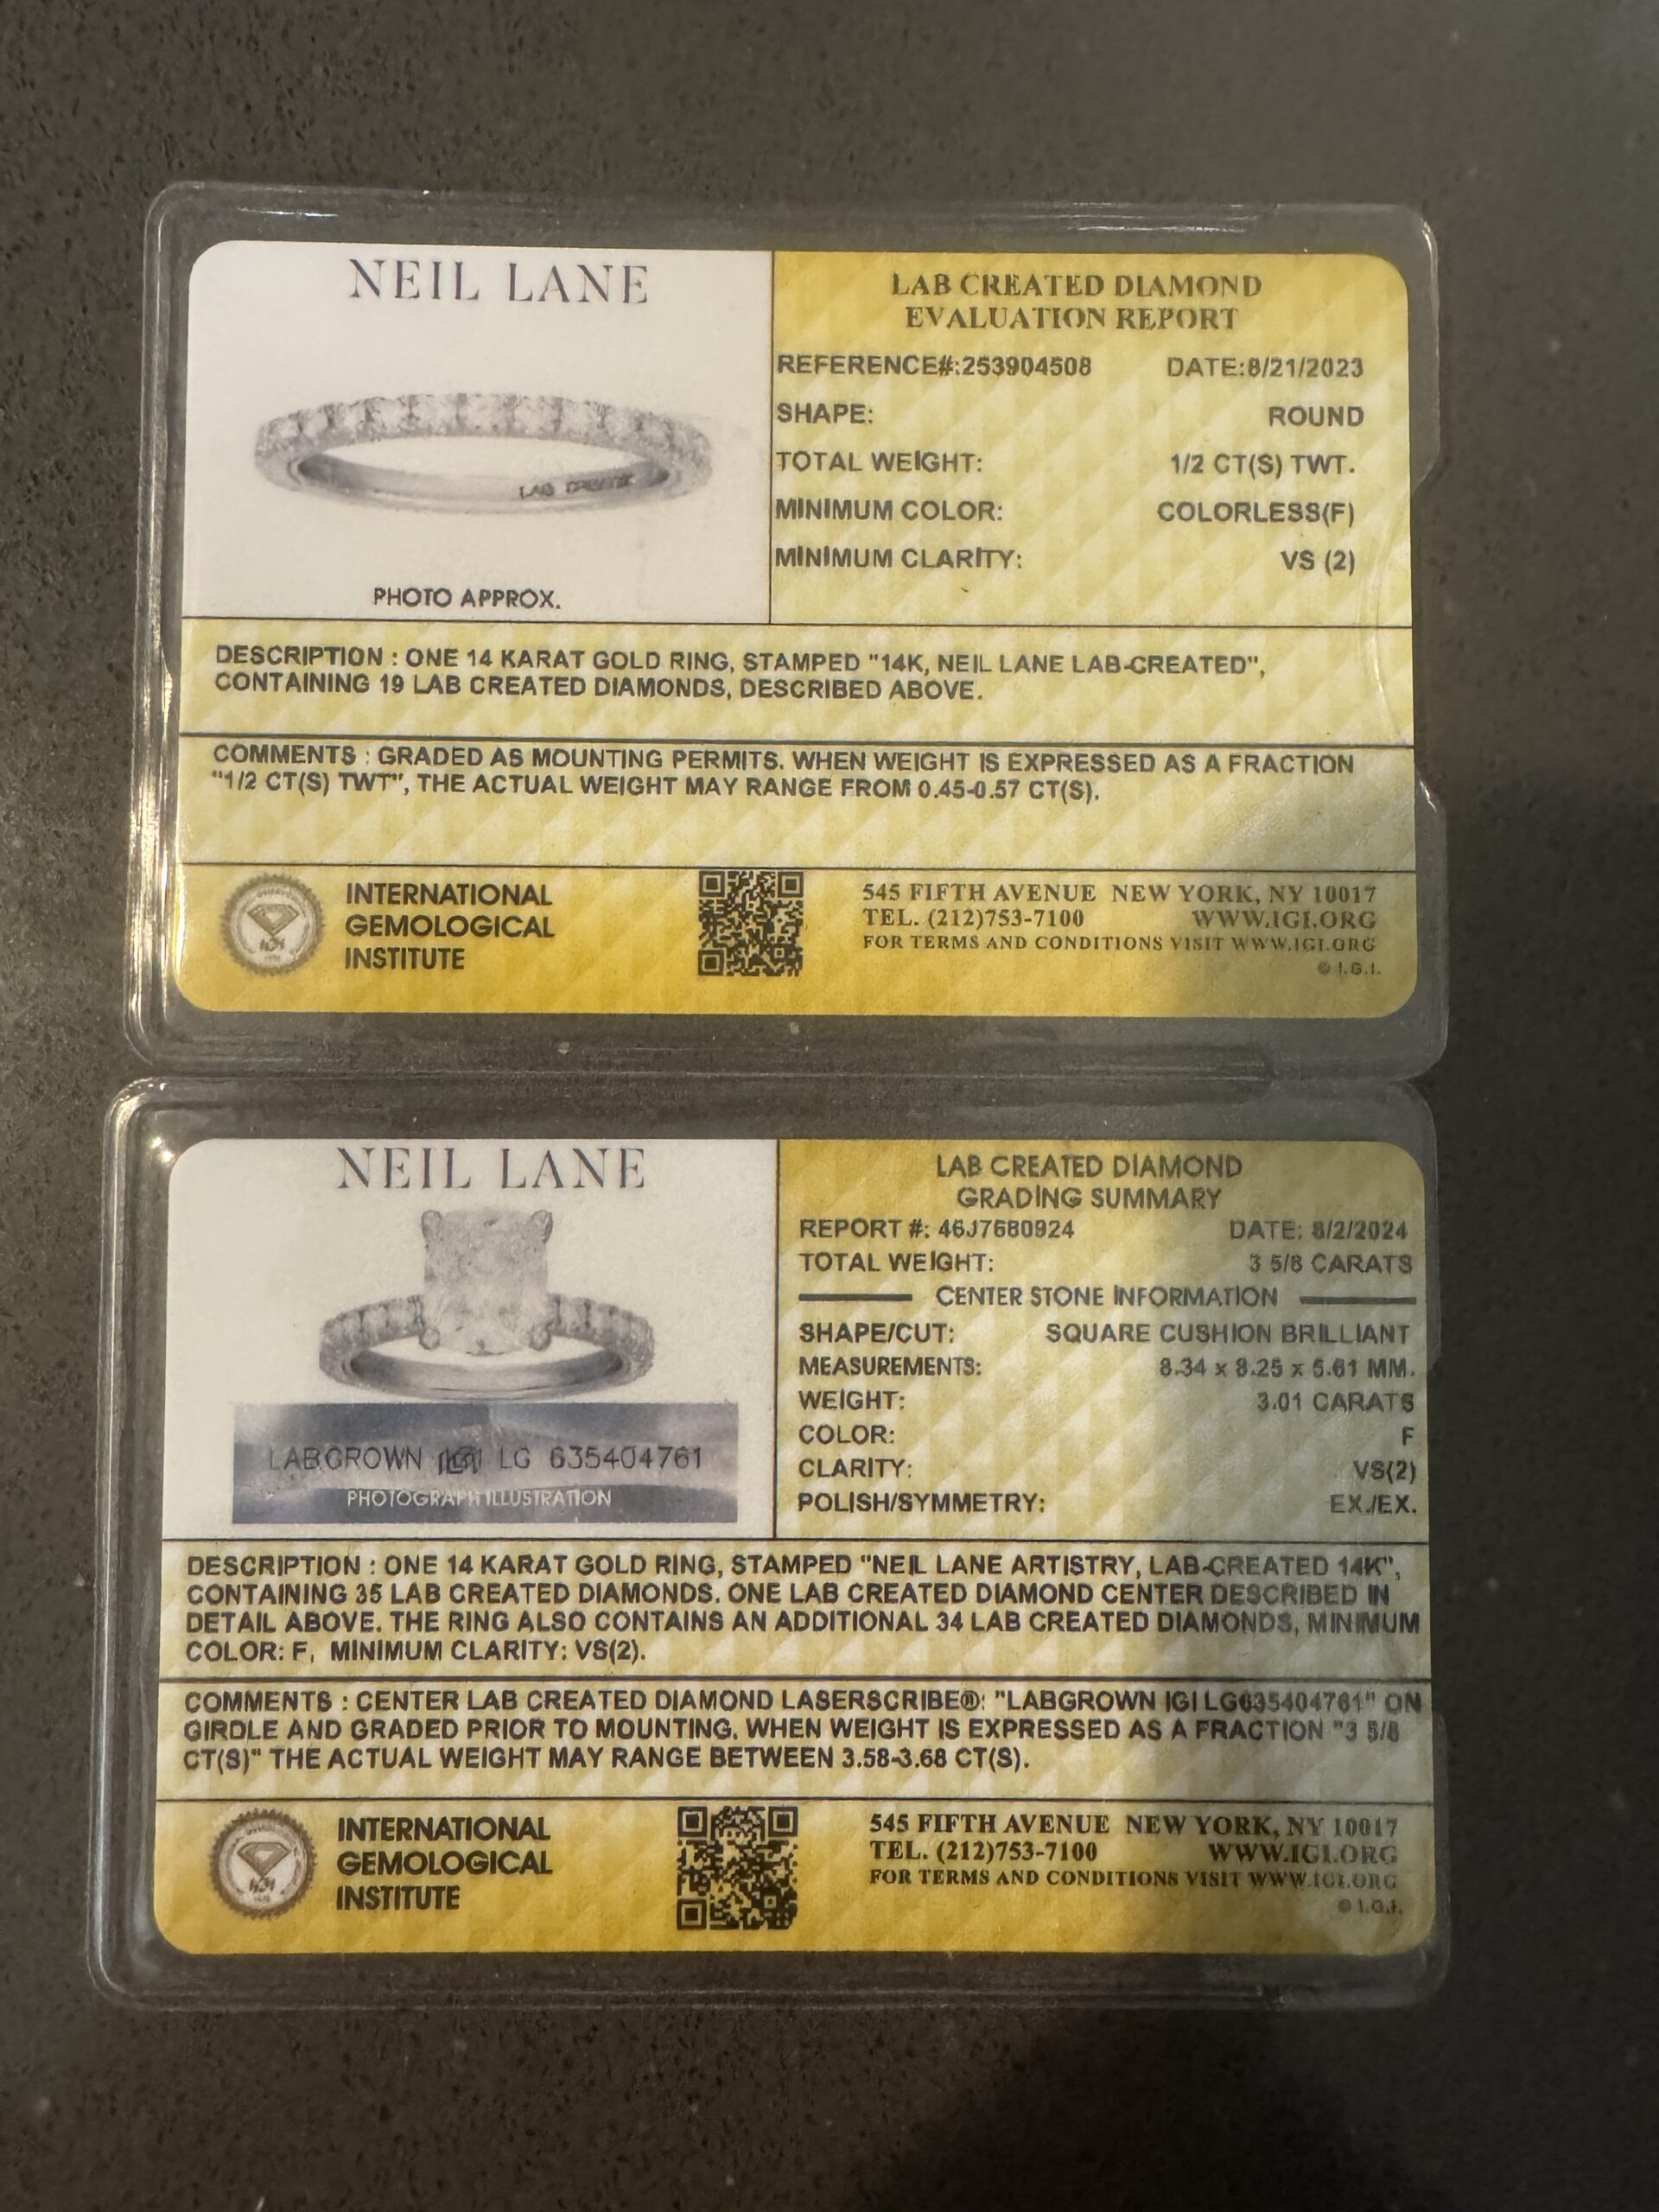 NEIL LANE
LAB CREATE
PHOTO APPROX.
LAB CREATED DIAMOND
EVALUATION REPORT
REFERENCE#:253904508 DATE:8/21/2023
SHAPE: ROUND
TOTAL WEIGHT: 1/2 CT(S) TWT.
MINIMUM COLOR: COLORLESS(F)
MINIMUM CLARITY: VS (2)
DESCRIPTION : ONE 14 KARAT GOLD RING, STAMPED "14K, NEIL LANE LAB-CREATED",
CONTAINING 19 LAB CREATED DIAMONDS, DESCRIBED ABOVE.
COMMENTS : GRADED AS MOUNTING PERMITS. WHEN WEIGHT IS EXPRESSED AS A FRACTION
"1/2 CT(S) TWT", THE ACTUAL WEIGHT MAY RANGE FROM 0.45-0.57 CT(S).
INTERNATIONAL
GEMOLOGICAL
INSTITUTE
545 FIFTH AVENUE NEW YORK, NY 10017
TEL. (212)753-7100 WWW.IGI.ORG
FOR TERMS AND CONDITIONS VISIT WWW.IGI.ORG
© I.G.I.
NEIL LANE
LABGROWN IGI LG 635404761
PHOTOGRAPH ILLUSTRATION
LAB CREATED DIAMOND
GRADING SUMMARY
REPORT #: 46J7680924 DATE: 8/2/2024
TOTAL WEIGHT: 3 5/8 CARATS
CENTER STONE INFORMATION
SHAPE/CUT: SQUARE CUSHION BRILLIANT
MEASUREMENTS: 8.34 x 8.25 x 5.61 MM.
WEIGHT: 3.01 CARATS
COLOR: F
CLARITY: VS(2)
POLISH/SYMMETRY: EX./EX.
DESCRIPTION : ONE 14 KARAT GOLD RING, STAMPED "NEIL LANE ARTISTRY, LAB-CREATED 14K",
CONTAINING 35 LAB CREATED DIAMONDS. ONE LAB CREATED DIAMOND CENTER DESCRIBED IN
DETAIL ABOVE. THE RING ALSO CONTAINS AN ADDITIONAL 34 LAB CREATED DIAMONDS, MINIMUM
COLOR: F, MINIMUM CLARITY: VS(2).
COMMENTS : CENTER LAB CREATED DIAMOND LASERSCRIBE®: "LABGROWN IGI LG635404761" ON
GIRDLE AND GRADED PRIOR TO MOUNTING. WHEN WEIGHT IS EXPRESSED AS A FRACTION "3 5/8
CT(S)" THE ACTUAL WEIGHT MAY RANGE BETWEEN 3.58-3.68 CT(S).
INTERNATIONAL
GEMOLOGICAL
INSTITUTE
545 FIFTH AVENUE NEW YORK, NY 10017
TEL. (212)753-7100 WWW.IGI.ORG
FOR TERMS AND CONDITIONS VISIT WWW.IGI.ORG
© I.G.I.